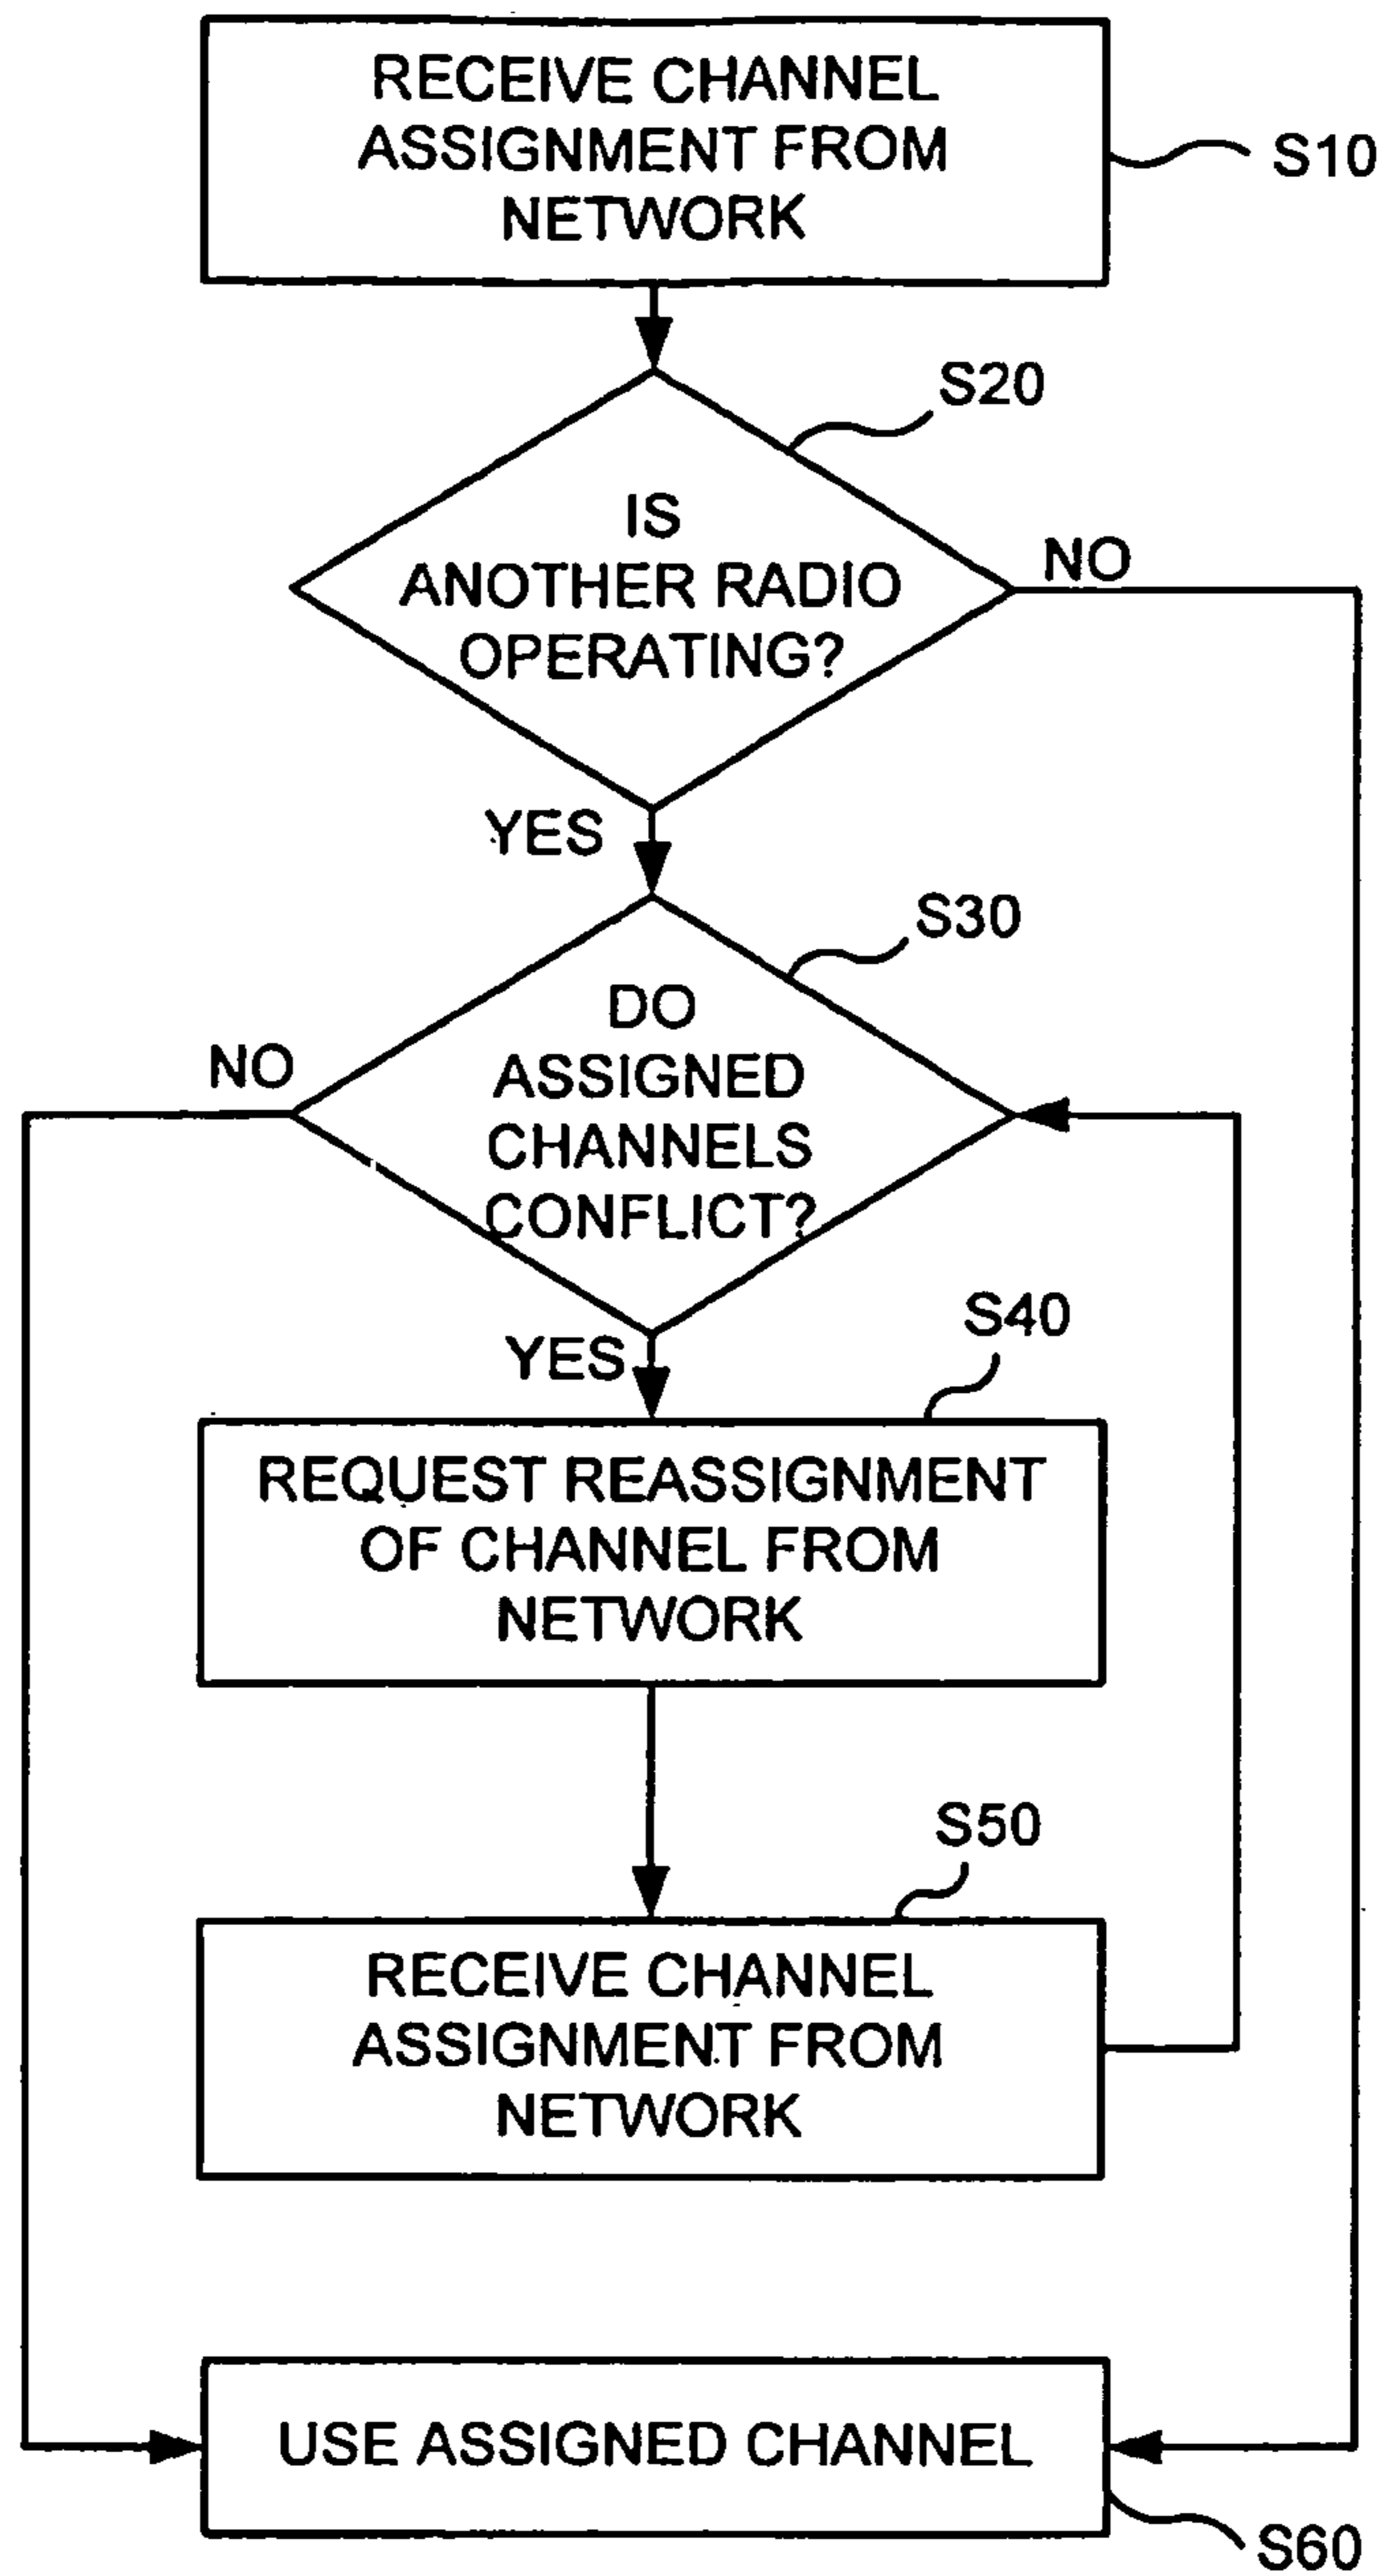 RECEIVE CHANNEL
ASSIGNMENT FROM
NETWORK
S10
S20
IS
ANOTHER RADIO
OPERATING?
NO
YES
S30
DO
ASSIGNED
CHANNELS
CONFLICT?
NO
YES
S40
REQUEST REASSIGNMENT
OF CHANNEL FROM
NETWORK
S50
RECEIVE CHANNEL
ASSIGNMENT FROM
NETWORK
USE ASSIGNED CHANNEL
S60